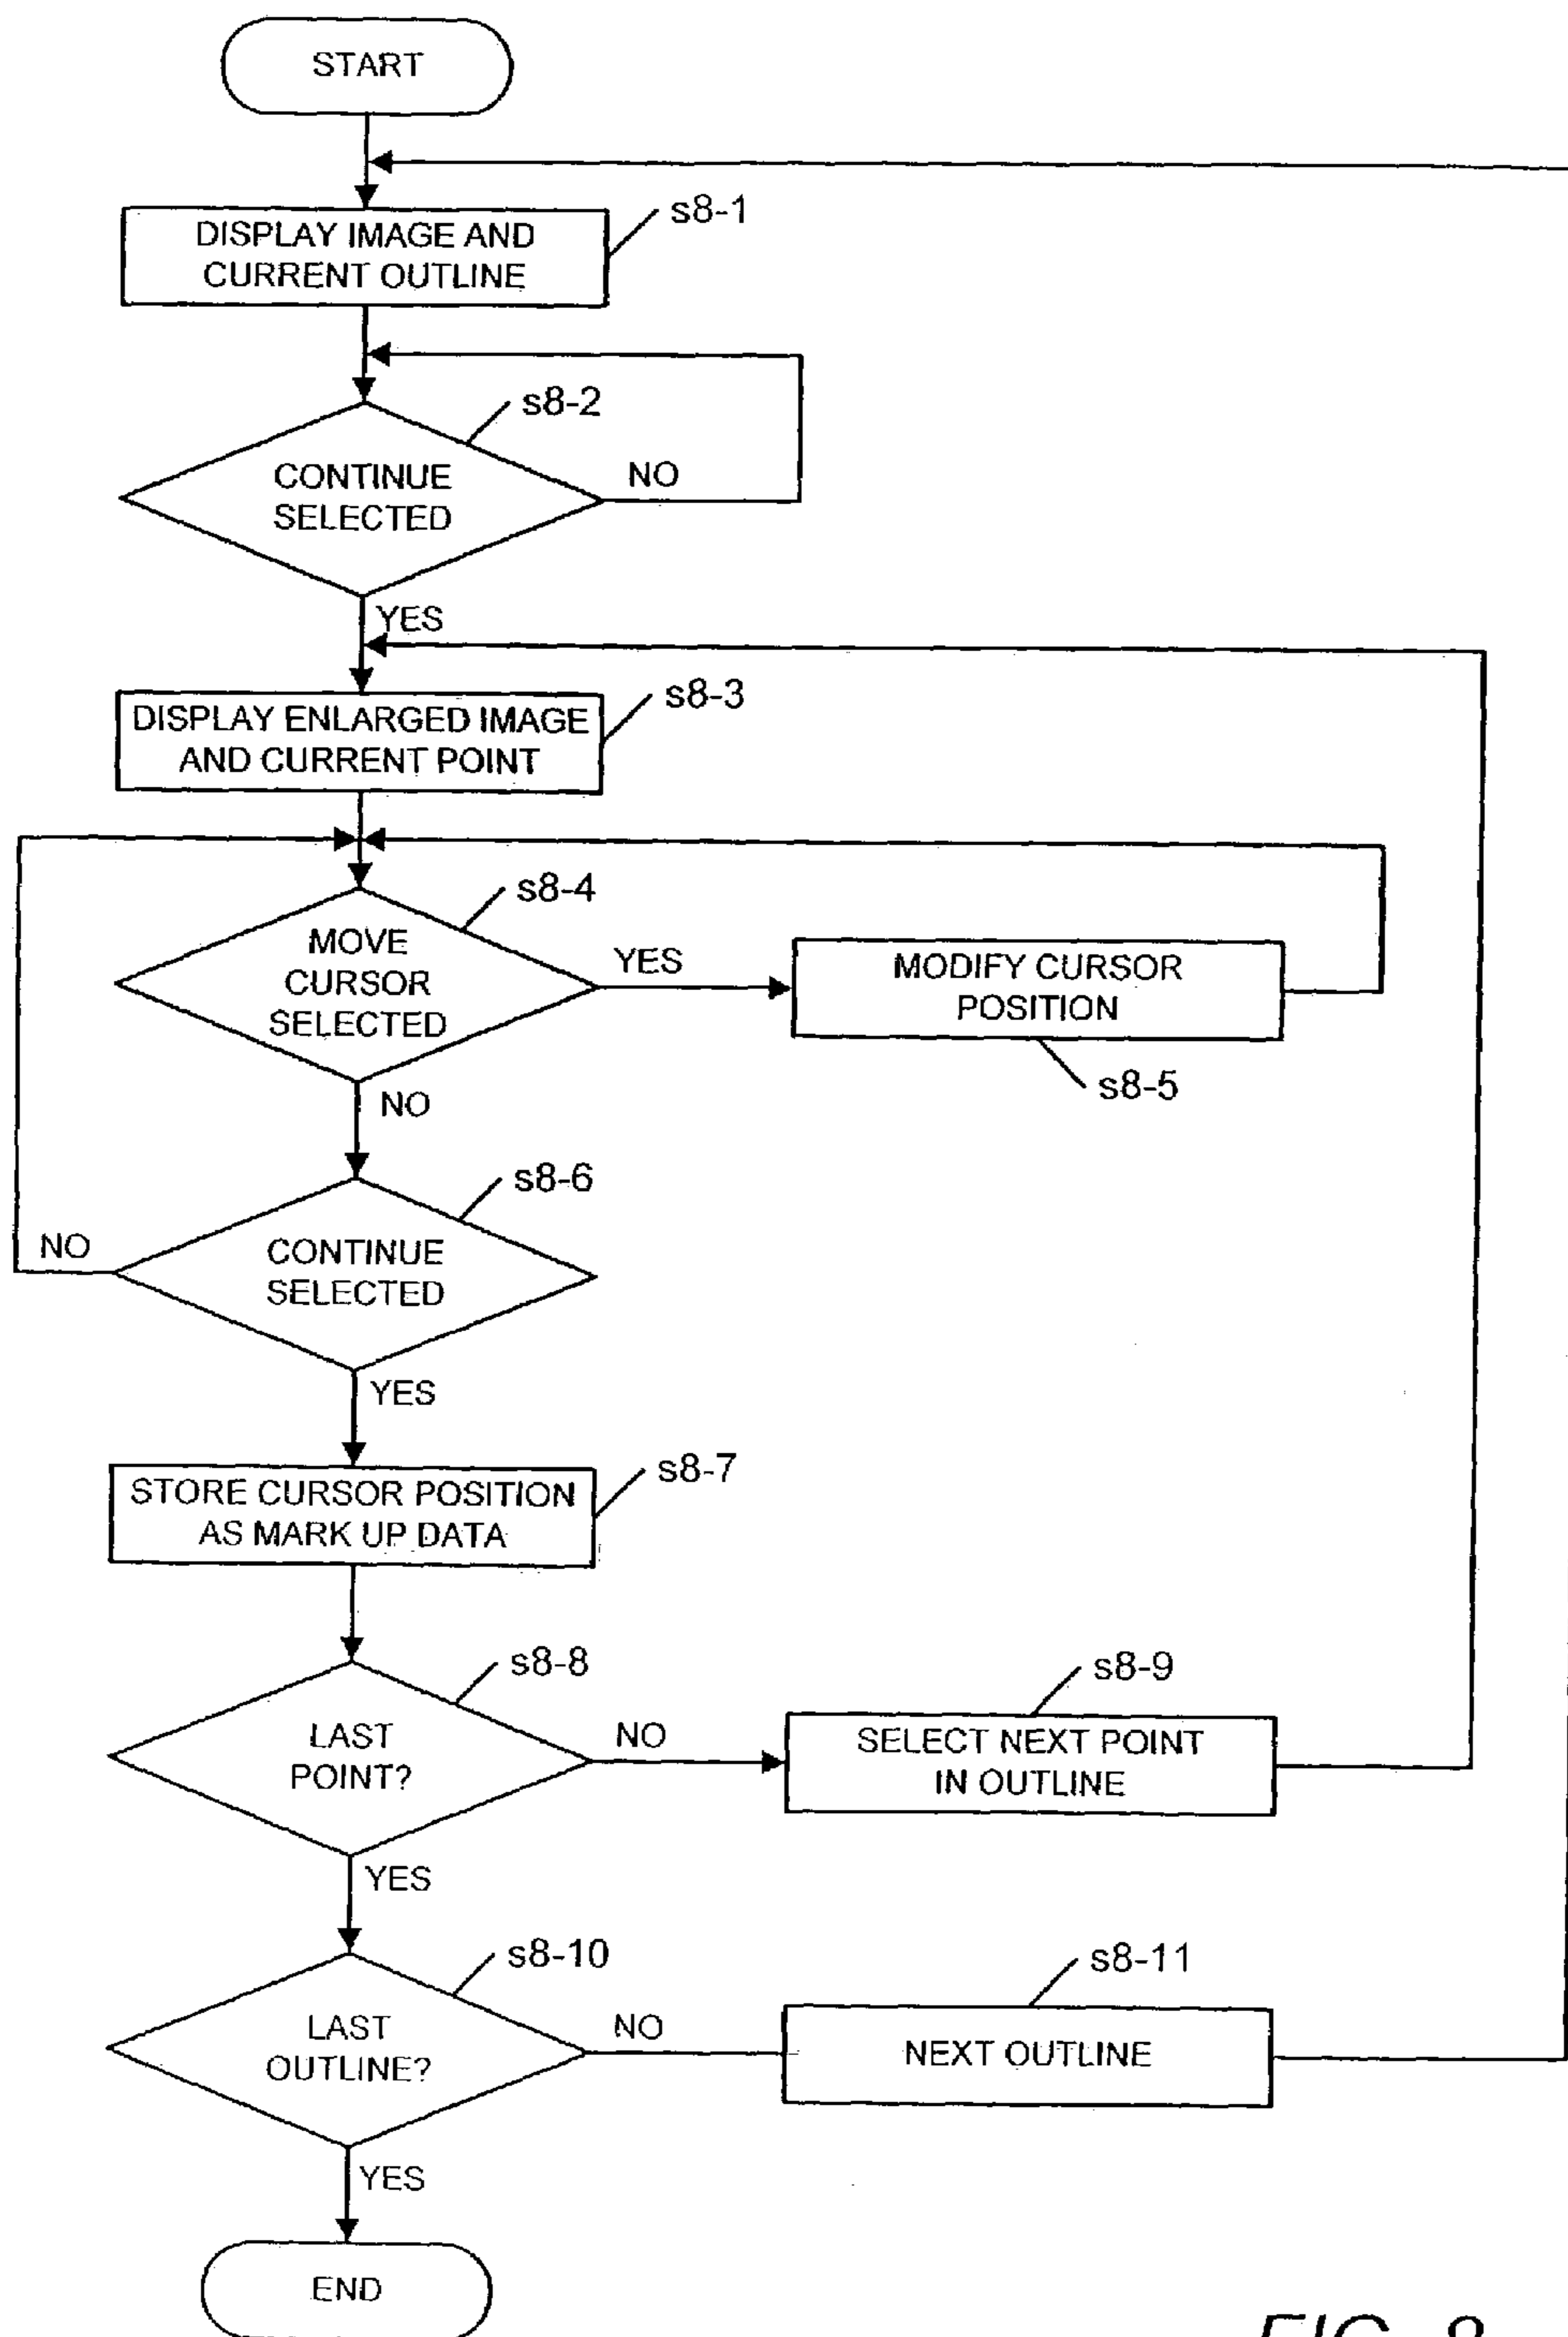 START
s8-1
DISPLAY IMAGE AND
CURRENT OUTLINE
s8-2
CONTINUE
SELECTED
NO
YES
s8-3
DISPLAY ENLARGED IMAGE
AND CURRENT POINT
s8-4
MOVE
CURSOR
SELECTED
YES
MODIFY CURSOR
POSITION
s8-5
NO
s8-6
NO
CONTINUE
SELECTED
YES
s8-7
STORE CURSOR POSITION
AS MARK UP DATA
s8-8
s8-9
LAST
POINT?
NO
SELECT NEXT POINT
IN OUTLINE
YES
s8-10
s8-11
LAST
OUTLINE?
NO
NEXT OUTLINE
YES
END
FIG. 8